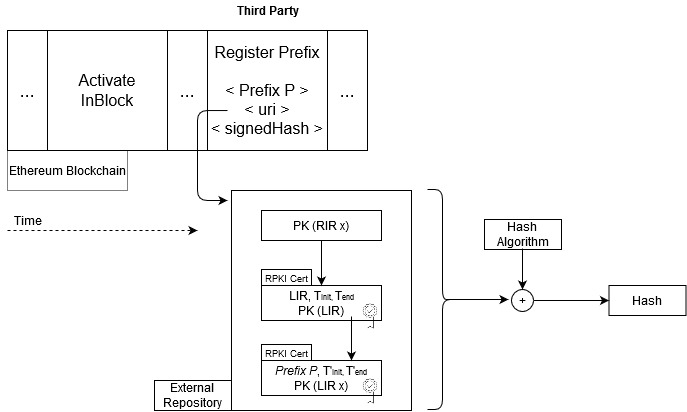 Third Party
...
Activate
InBlock
...
Register Prefix
< Prefix P >
< uri >
< signedHash >
...
Ethereum Blockchain
Time
PK (RIR x)
RPKI Cert
LIR, Tinit, Tend
PK (LIR)
RPKI Cert
Prefix P, T'init, T'end
PK (LIR x)
External
Repository
Hash
Algorithm
+
Hash